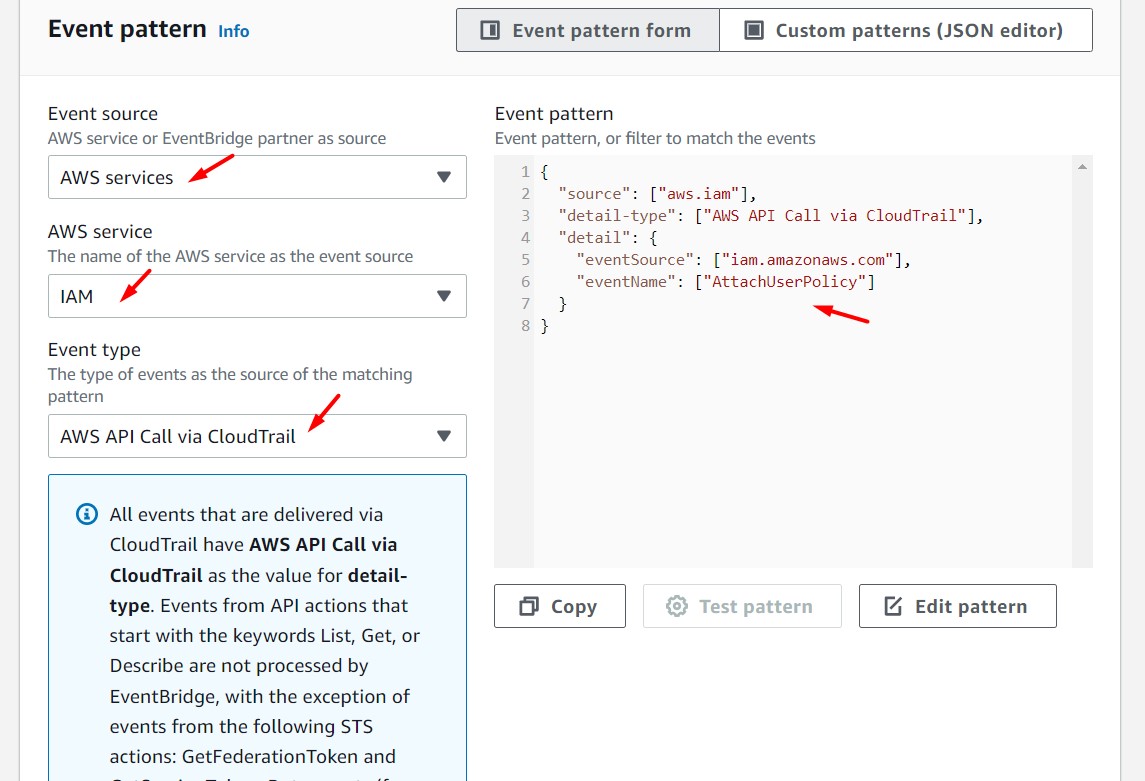 Event pattern Info
Event pattern form
Custom patterns (JSON editor)
Event source
AWS service or EventBridge partner as source
AWS services
AWS service
The name of the AWS service as the event source
IAM
Event type
The type of events as the source of the matching
pattern
AWS API Call via CloudTrail
All events that are delivered via
CloudTrail have AWS API Call via
CloudTrail as the value for detail-
type. Events from API actions that
start with the keywords List, Get, or
Describe are not processed by
EventBridge, with the exception of
events from the following STS
actions: GetFederationToken and
Event pattern
Event pattern, or filter to match the events
1 {
2   "source": ["aws.iam"],
3   "detail-type": ["AWS API Call via CloudTrail"],
4   "detail": {
5     "eventSource": ["iam.amazonaws.com"],
6     "eventName": ["AttachUserPolicy"]
7   }
8 }
Copy
Test pattern
Edit pattern